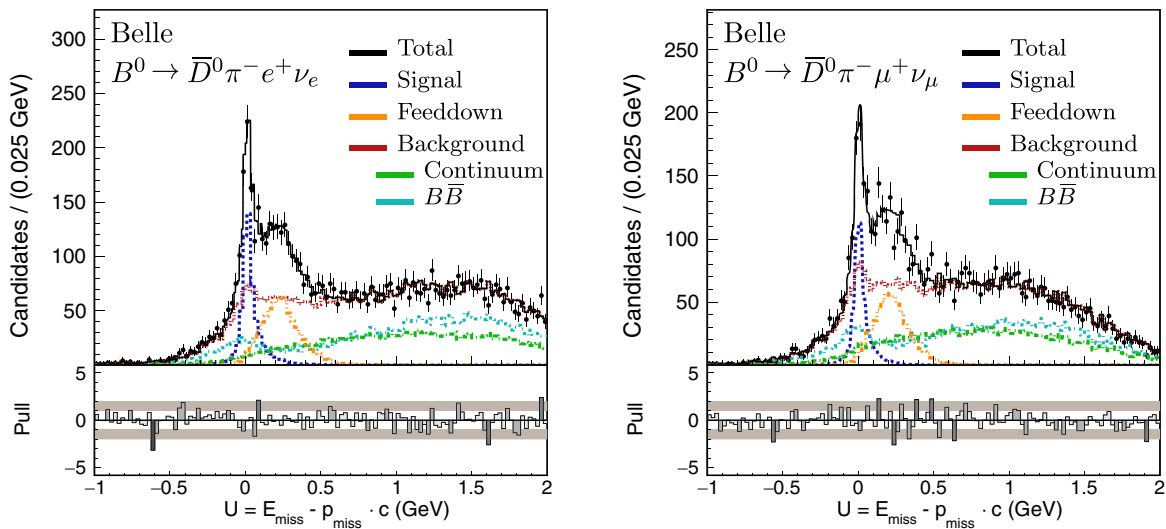 Belle
B⁰ → D̅⁰π⁻e⁺νₑ
Total
Signal
Feeddown
Background
Continuum
BB̅
Candidates / (0.025 GeV)
300
250
200
150
100
50
Pull
5
0
−5
−1 −0.5 0 0.5 1 1.5 2
U = E_miss - p_miss · c (GeV)
Belle
B⁰ → D̅⁰π⁻μ⁺ν_μ
Total
Signal
Feeddown
Background
Continuum
BB̅
Candidates / (0.025 GeV)
250
200
150
100
50
Pull
5
0
−5
−1 −0.5 0 0.5 1 1.5 2
U = E_miss - p_miss · c (GeV)